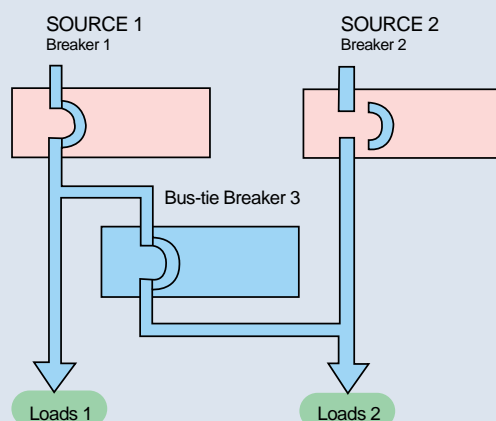 SOURCE 1
Breaker 1
SOURCE 2
Breaker 2
Bus-tie Breaker 3
Loads 1
Loads 2